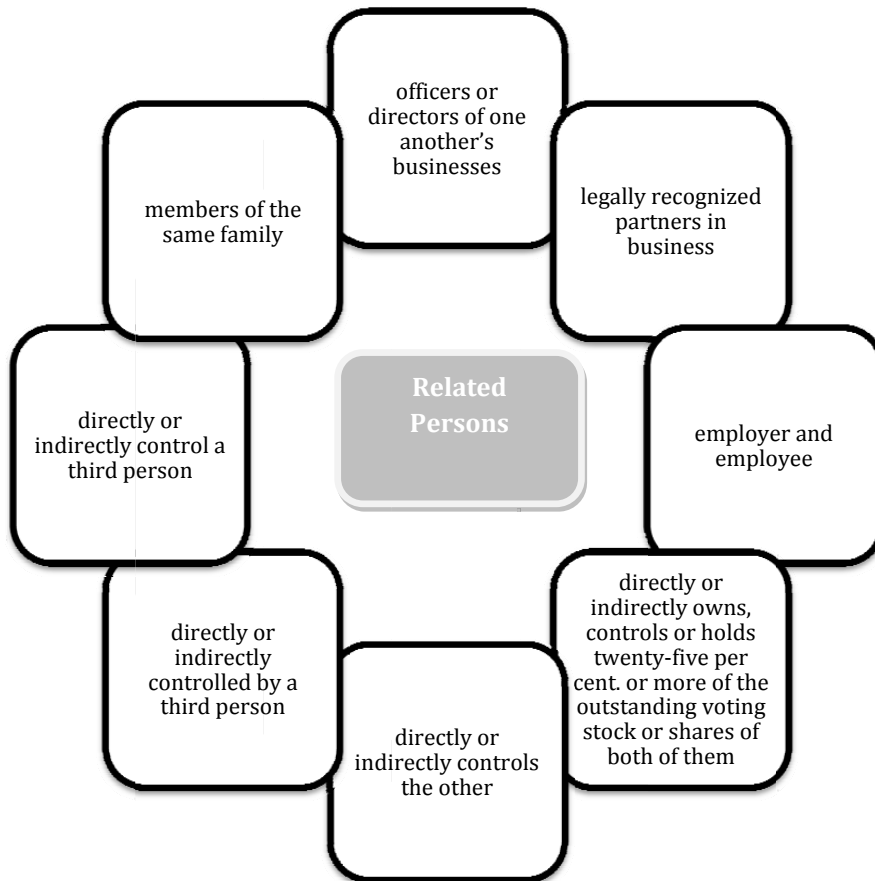 officers or
directors of one
another’s
businesses
legally recognized
partners in
business
employer and
employee
directly or
indirectly owns,
controls or holds
twenty-five per
cent. or more of the
outstanding voting
stock or shares of
both of them
directly or
indirectly controls
the other
directly or
indirectly
controlled by a
third person
directly or
indirectly control a
third person
members of the
same family
Related
Persons